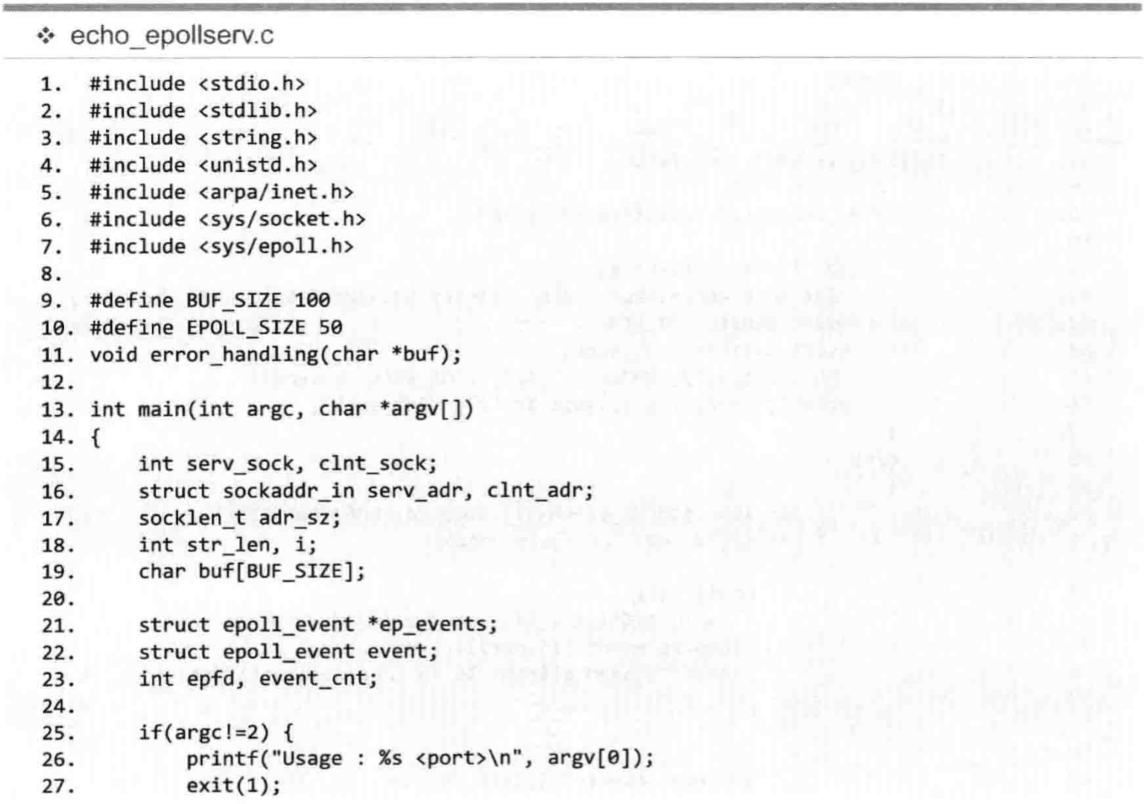 ❖ echo_epollserv.c
1. #include <stdio.h>
2. #include <stdlib.h>
3. #include <string.h>
4. #include <unistd.h>
5. #include <arpa/inet.h>
6. #include <sys/socket.h>
7. #include <sys/epoll.h>
8.
9. #define BUF_SIZE 100
10. #define EPOLL_SIZE 50
11. void error_handling(char *buf);
12.
13. int main(int argc, char *argv[])
14. {
15.     int serv_sock, clnt_sock;
16.     struct sockaddr_in serv_adr, clnt_adr;
17.     socklen_t adr_sz;
18.     int str_len, i;
19.     char buf[BUF_SIZE];
20.
21.     struct epoll_event *ep_events;
22.     struct epoll_event event;
23.     int epfd, event_cnt;
24.
25.     if(argc!=2) {
26.         printf("Usage : %s <port>\n", argv[0]);
27.         exit(1);